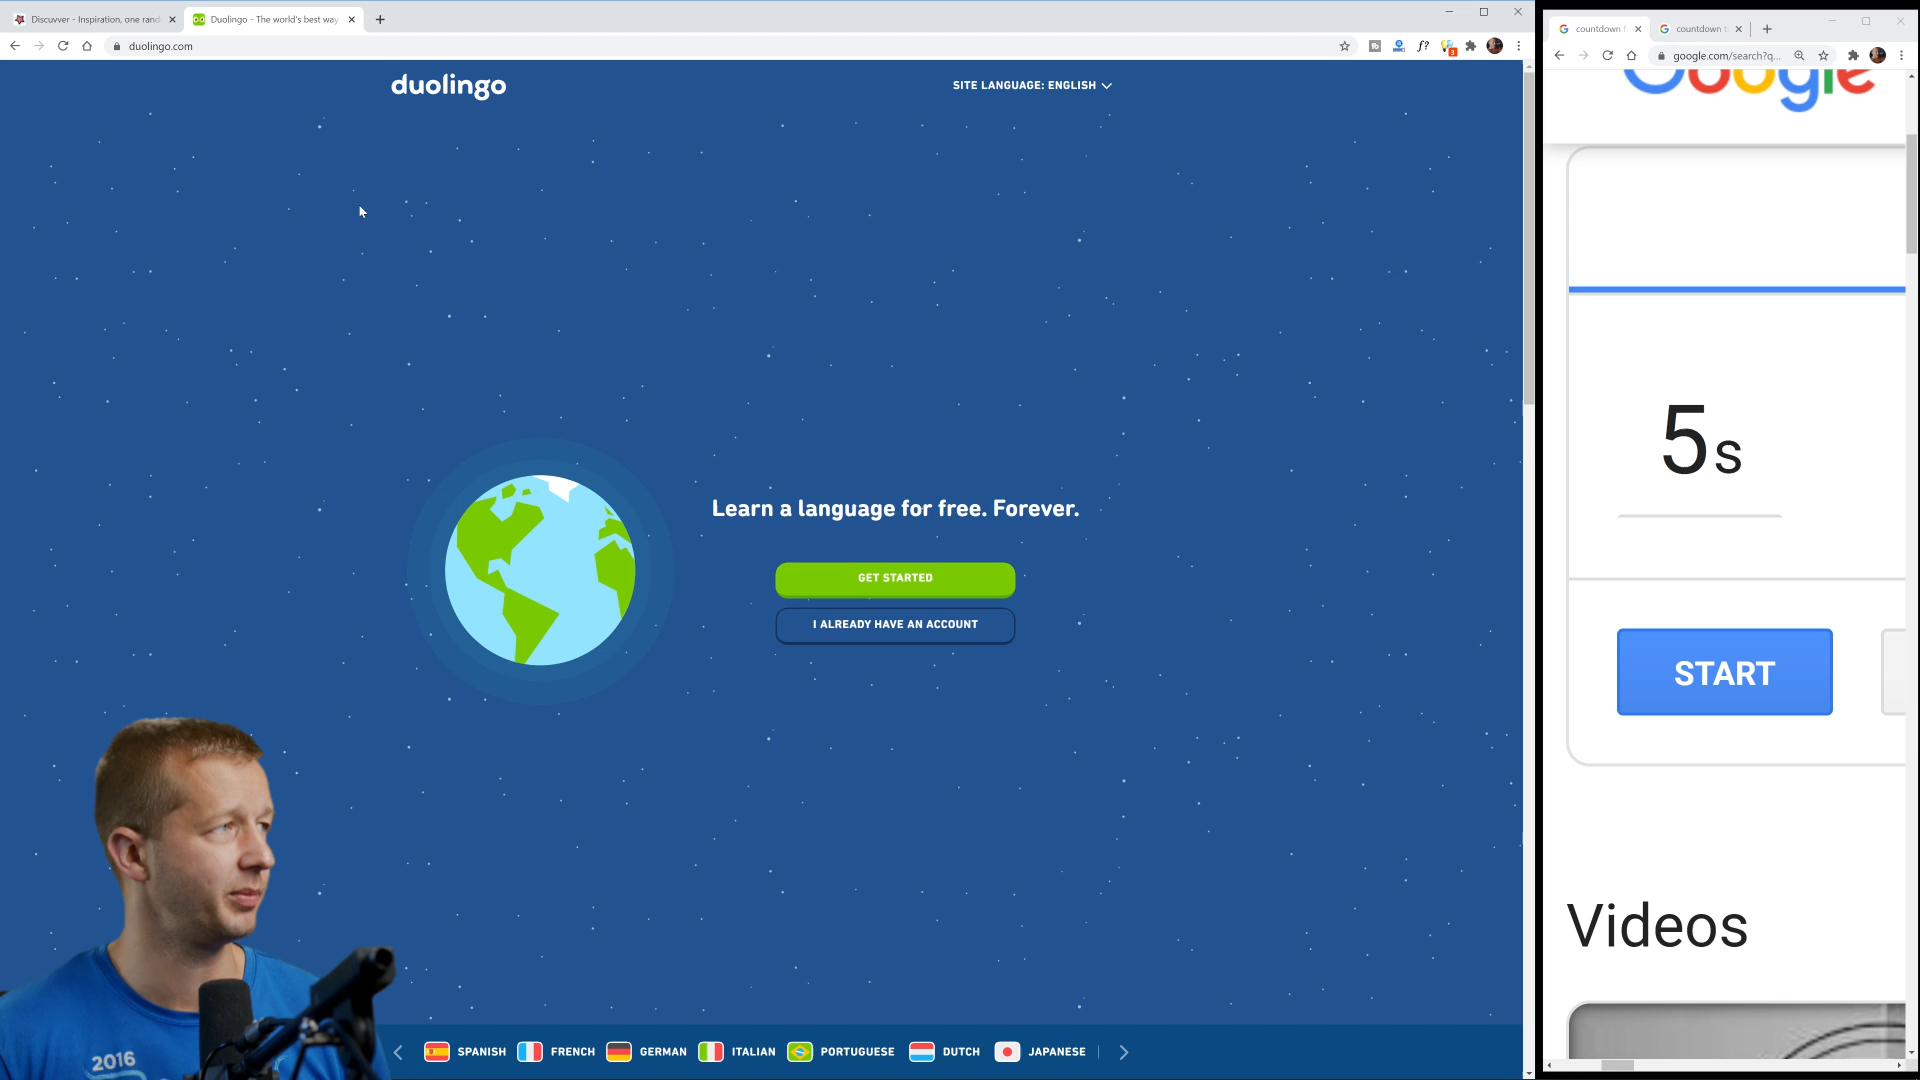 Discuvver - Inspiration, one rand
Duolingo - The world's best way
duolingo.com
f?
3
duolingo
SITE LANGUAGE: ENGLISH
Learn a language for free. Forever.
GET STARTED
I ALREADY HAVE AN ACCOUNT
2016
SPANISH
FRENCH
GERMAN
ITALIAN
PORTUGUESE
DUTCH
JAPANESE
countdown
countdown
google.com/search?q...
Google
5s
START
Videos